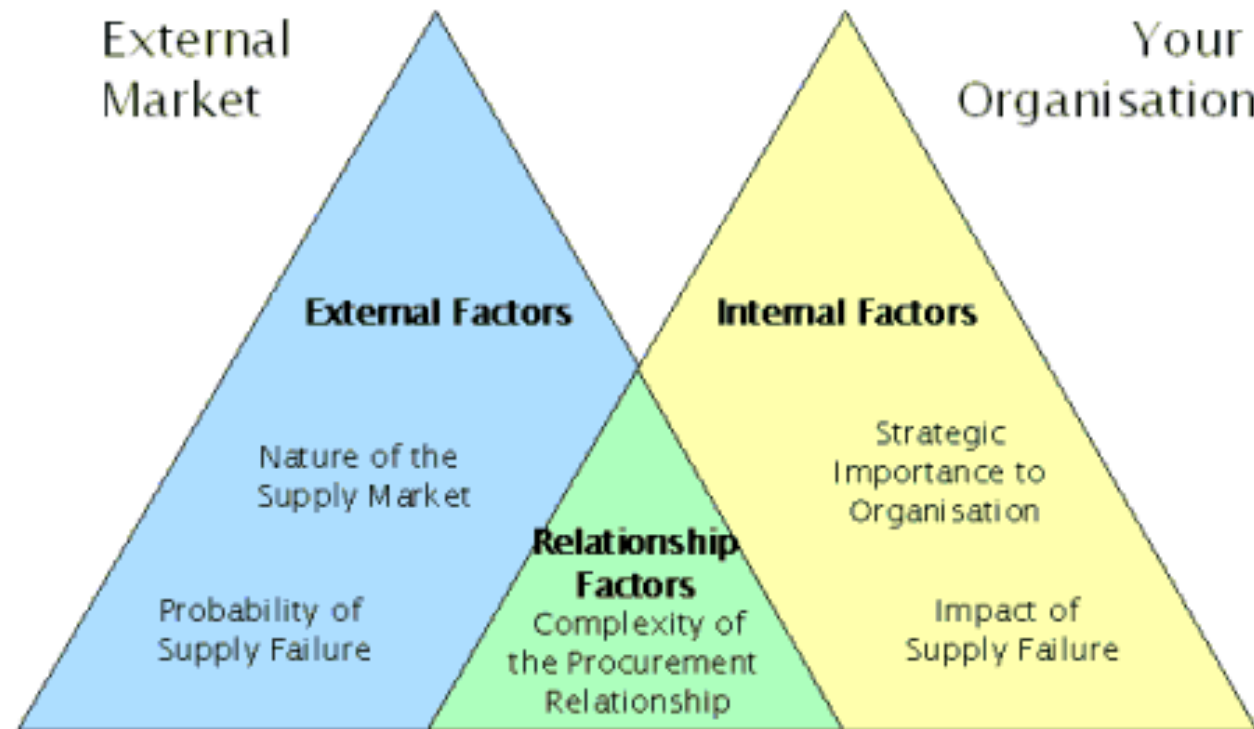 External
Market
Your
Organisation
External Factors
Internal Factors
Nature of the
Supply Market
Strategic
Importance to
Organisation
Relationship
Factors
Complexity of
the Procurement
Relationship
Probability of
Supply Failure
Impact of
Supply Failure